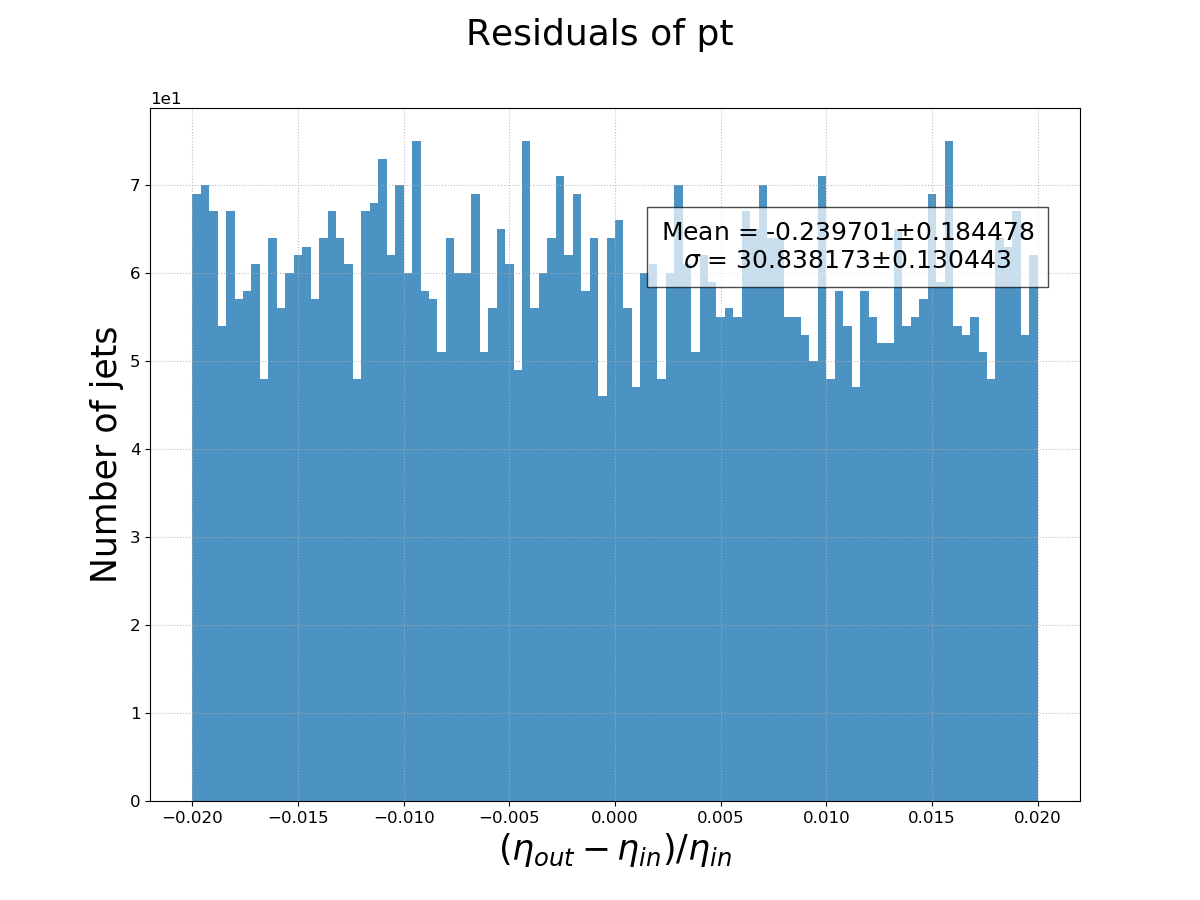 Residuals of pt
1e1
7
6
5
4
3
2
1
0
Number of jets
Mean = -0.239701±0.184478
σ = 30.838173±0.130443
−0.020 −0.015 −0.010 −0.005 0.000 0.005 0.010 0.015 0.020
(η_out − η_in)/η_in